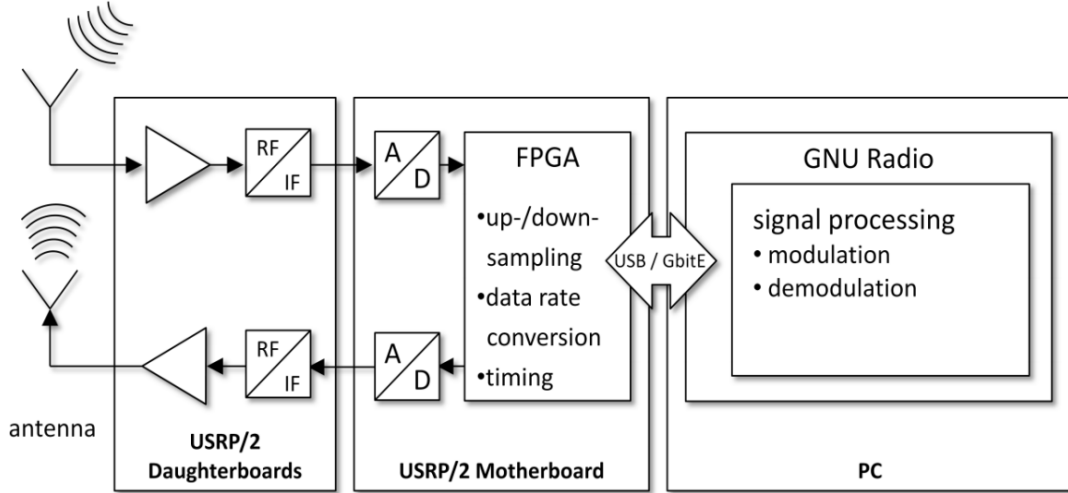 RF
IF
A
D
FPGA
•up-/down-
sampling
•data rate
conversion
•timing
USB / GbitE
GNU Radio
signal processing
• modulation
• demodulation
RF
IF
A
D
antenna
USRP/2
Daughterboards
USRP/2 Motherboard
PC